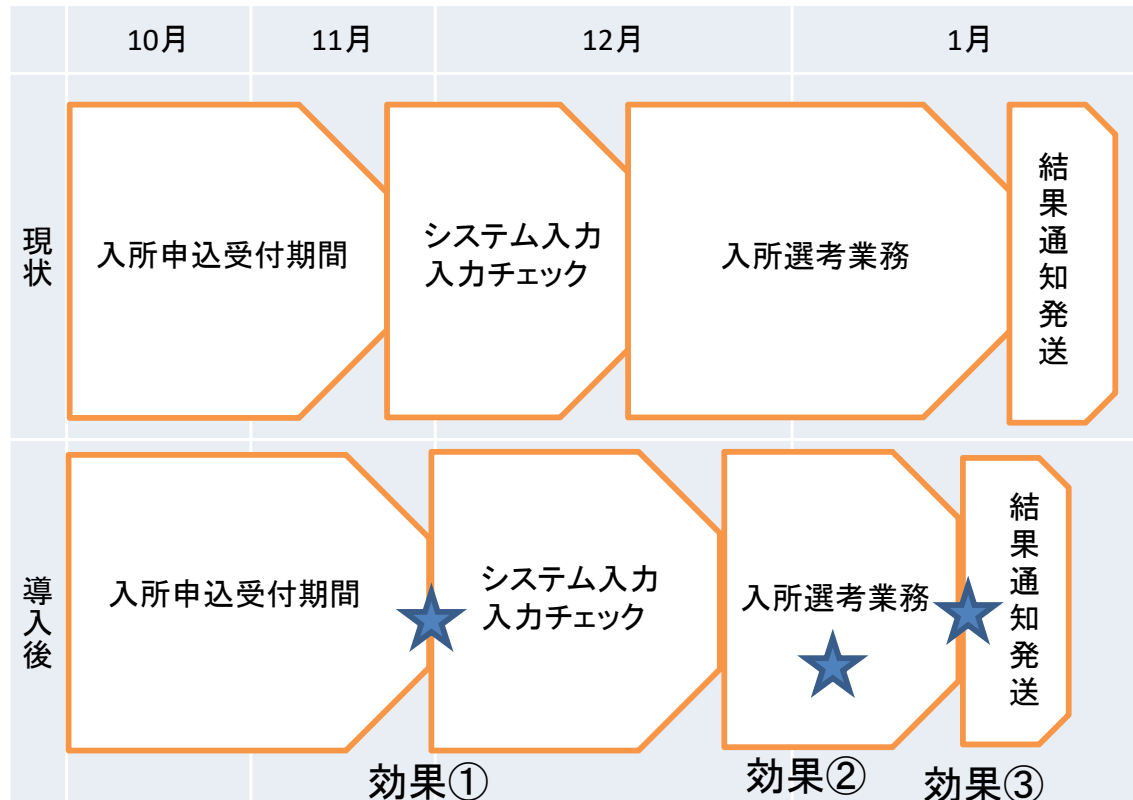 10月
11月
12月
1月
現状
入所申込受付期間
システム入力
入力チェック
入所選考業務
結果通知発送
導入後
入所申込受付期間
システム入力
入力チェック
入所選考業務
結果通知発送
効果①
効果②
効果③